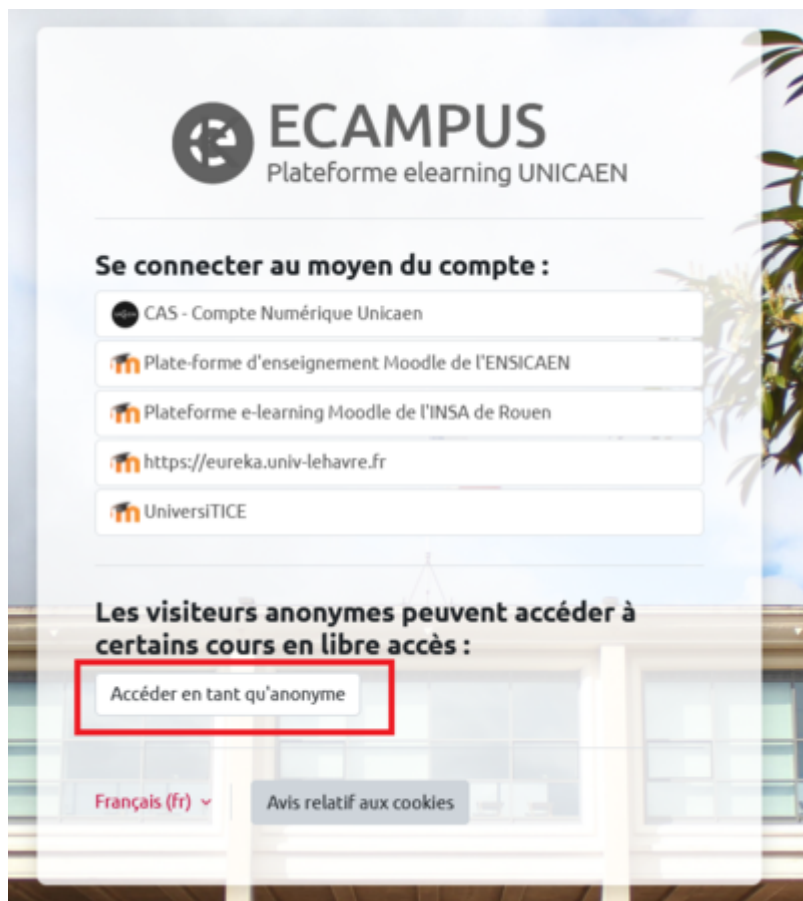 ECAMPUS
Plateforme elearning UNICAEN
Se connecter au moyen du compte :
CAS - Compte Numérique Unicaen
Plate-forme d'enseignement Moodle de l'ENSICAEN
Plateforme e-learning Moodle de l'INSA de Rouen
https://eureka.univ-lehavre.fr
UniversiTICE
Les visiteurs anonymes peuvent accéder à
certains cours en libre accès :
Accéder en tant qu'anonyme
Français (fr)
Avis relatif aux cookies